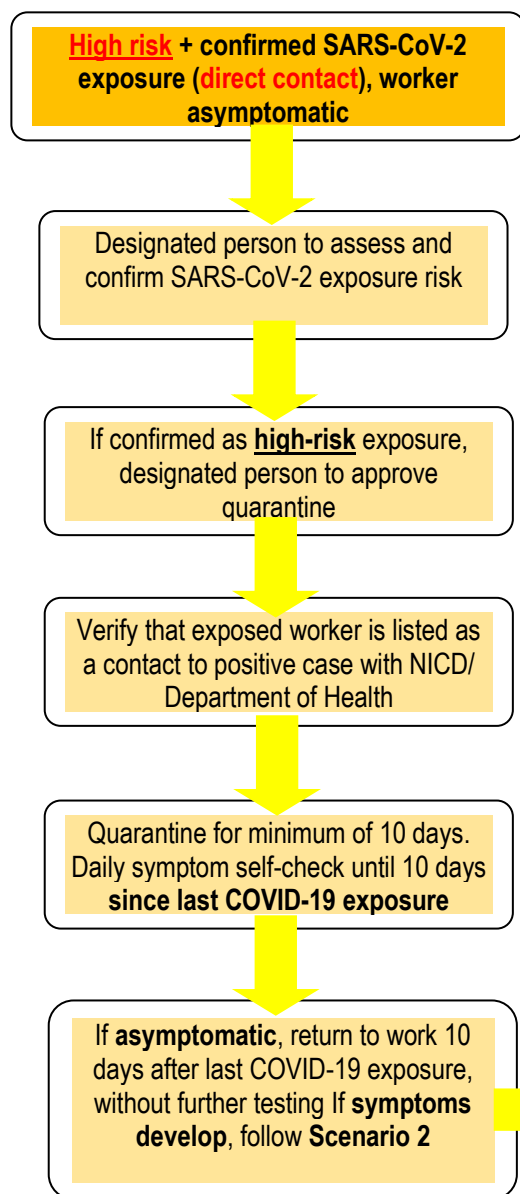 High risk + confirmed SARS-CoV-2
exposure (direct contact), worker
asymptomatic
Designated person to assess and
confirm SARS-CoV-2 exposure risk
If confirmed as high-risk exposure,
designated person to approve
quarantine
Verify that exposed worker is listed as
a contact to positive case with NICD/
Department of Health
Quarantine for minimum of 10 days.
Daily symptom self-check until 10 days
since last COVID-19 exposure
If asymptomatic, return to work 10
days after last COVID-19 exposure,
without further testing If symptoms
develop, follow Scenario 2